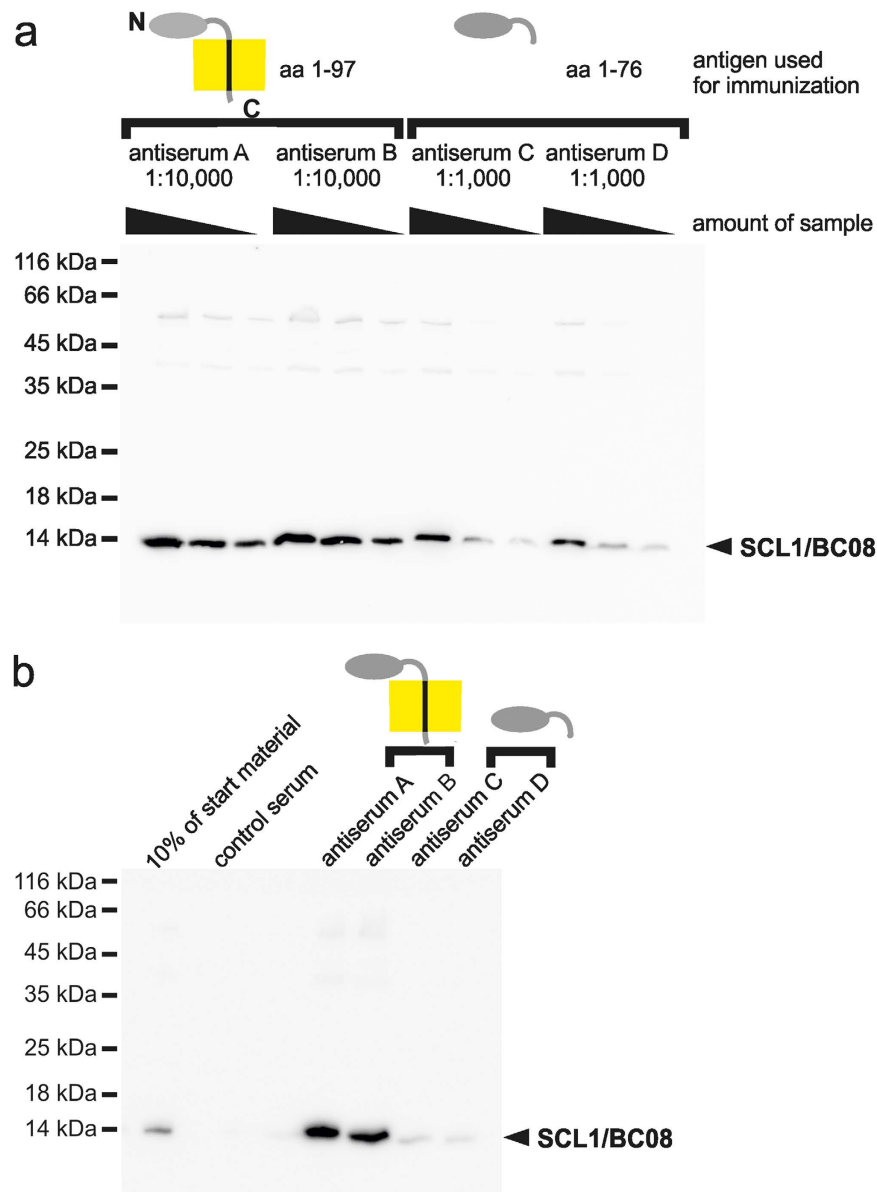 a
N
aa 1-97
aa 1-76
antigen used
for immunization
C
antiserum A
1:10,000
antiserum B
1:10,000
antiserum C
1:1,000
antiserum D
1:1,000
amount of sample
116 kDa
66 kDa
45 kDa
35 kDa
25 kDa
18 kDa
14 kDa
SCL1/BC08
b
10% of start material
control serum
antiserum A
antiserum B
antiserum C
antiserum D
116 kDa
66 kDa
45 kDa
35 kDa
25 kDa
18 kDa
14 kDa
SCL1/BC08